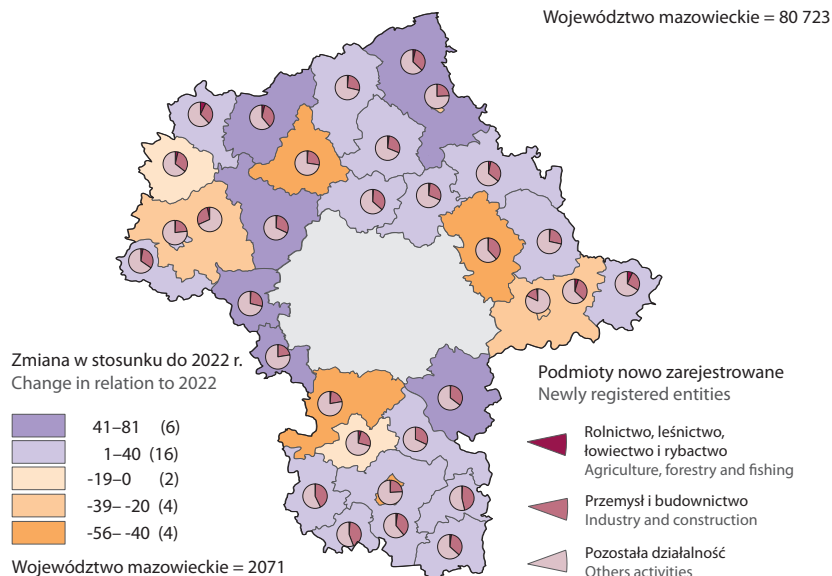 Województwo mazowieckie = 80 723
Zmiana w stosunku do 2022 r.
Change in relation to 2022
41–81 (6)
1–40 (16)
-19–0 (2)
-39– -20 (4)
-56– -40 (4)
Województwo mazowieckie = 2071
Podmioty nowo zarejestrowane
Newly registered entities
Rolnictwo, leśnictwo,
łowiectwo i rybactwo
Agriculture, forestry and fishing
Przemysł i budownictwo
Industry and construction
Pozostała działalność
Others activities